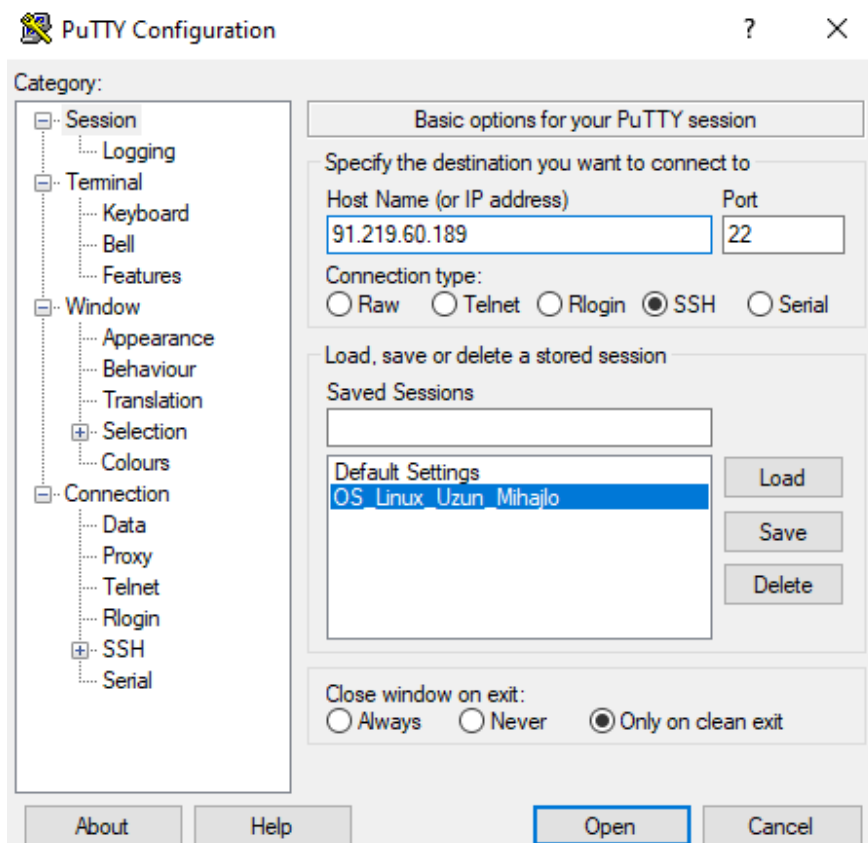 PuTTY Configuration
?
Category:
Session
Logging
Terminal
Keyboard
Bell
Features
Window
Appearance
Behaviour
Translation
Selection
Colours
Connection
Data
Proxy
Telnet
Rlogin
SSH
Serial
Basic options for your PuTTY session
Specify the destination you want to connect to
Host Name (or IP address) Port
91.219.60.189 22
Connection type:
Raw Telnet Rlogin SSH Serial
Load, save or delete a stored session
Saved Sessions
Default Settings
OS_Linux_Uzun_Mihajlo
Load
Save
Delete
Close window on exit:
Always Never Only on clean exit
About Help Open Cancel